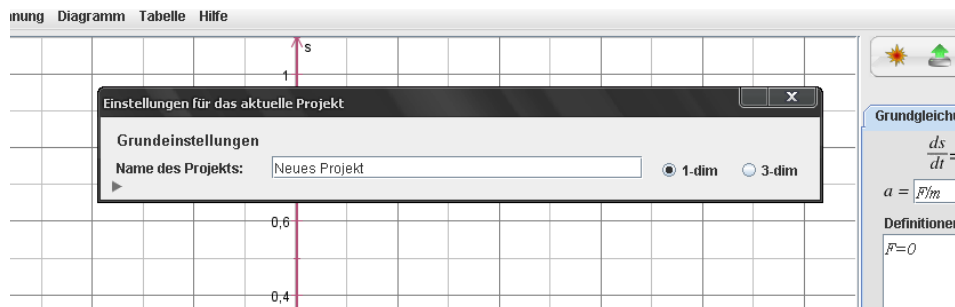 nnung Diagramm Tabelle Hilfe
s
1
Einstellungen für das aktuelle Projekt
x
Grundeinstellungen
Name des Projekts: Neues Projekt 1-dim 3-dim
0,6
0,4
Grundgleichu
ds
dt =
a = F/m
Definitionen
F=0